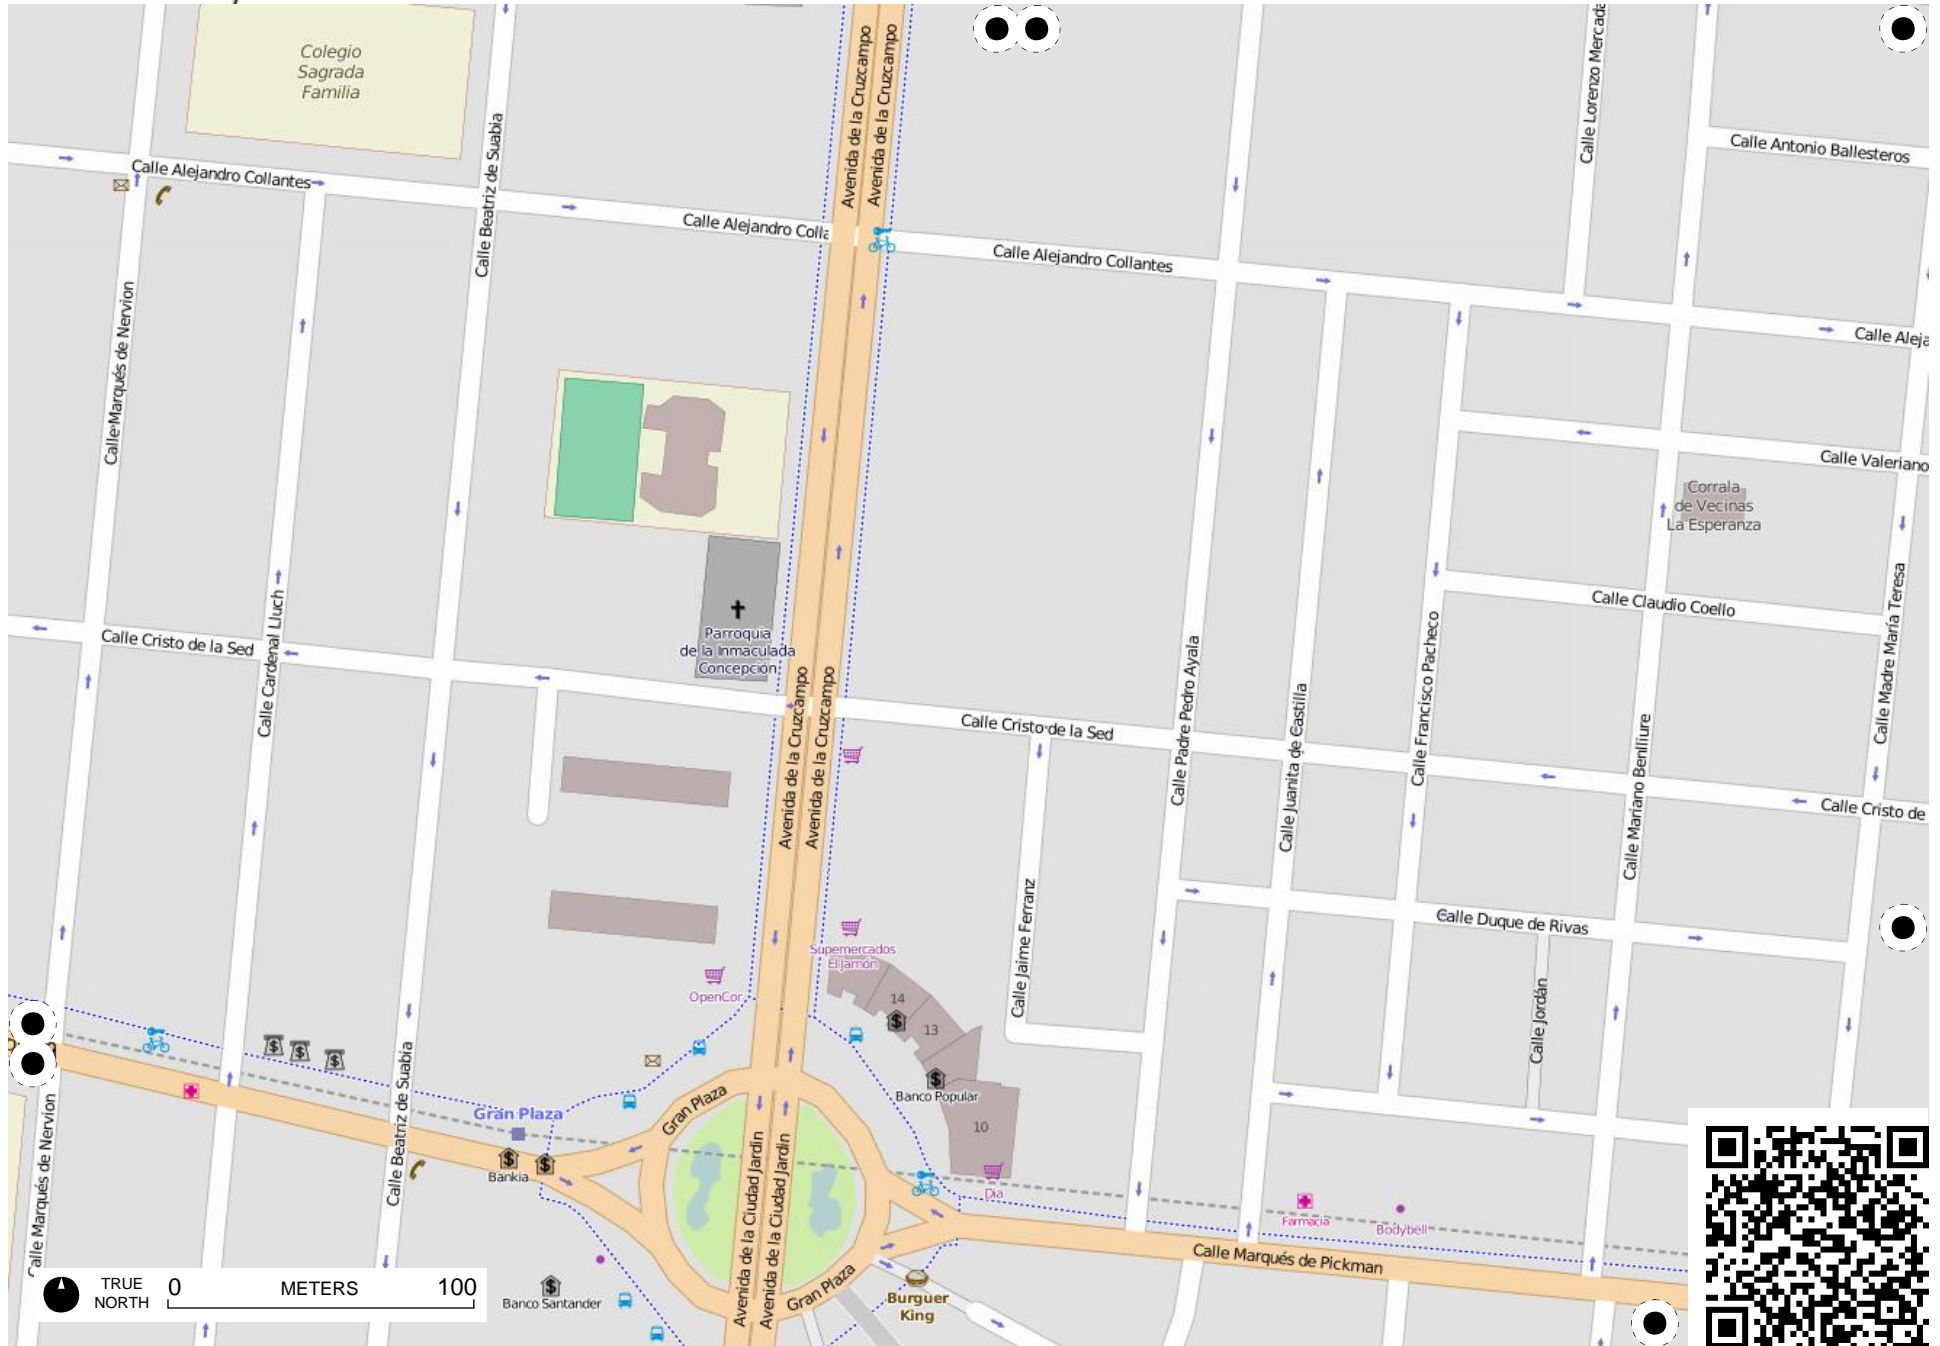 Colegio
Sagrada
Familia
Avenida de la Cruzcampo
Avenida de la Cruzcampo
Calle Lorenzo Mercada
Calle Antonio Ballesteros
Calle Alejandro Collantes
Calle Beatriz de Suabia
Calle Alejandro Colla
Calle Alejandro Collantes
Calle Marqués de Nervion
Calle Aleja
Calle Valeriano
Corrala
de Vecinas
La Esperanza
Calle Claudio Coello
Calle Madre María Teresa
Calle Cristo de la Sed
Calle Cardenal Lluch
Parroquia
de la Inmaculada
Concepción
Avenida de la Cruzcampo
Avenida de la Cruzcampo
Calle Cristo de la Sed
Calle Padre Pedro Ayala
Calle Juanita de Castilla
Calle Francisco Pacheco
Calle Mariano Benlliure
Calle Cristo de
Calle Duque de Rivas
Calle Jaime Ferranz
Calle Jordán
Supemercados
El Jamón
OpenCor
14
13
Banco Popular
10
Dia
Gran Plaza
Gran Plaza
Bankia
Calle Beatriz de Suabia
Calle Marqués de Nervion
Avenida de la Ciudad Jardin
Avenida de la Ciudad Jardin
Farmacia
Bodybell
Calle Marqués de Pickman
Gran Plaza
Burguer
King
Banco Santander
TRUE
NORTH
0 METERS 100